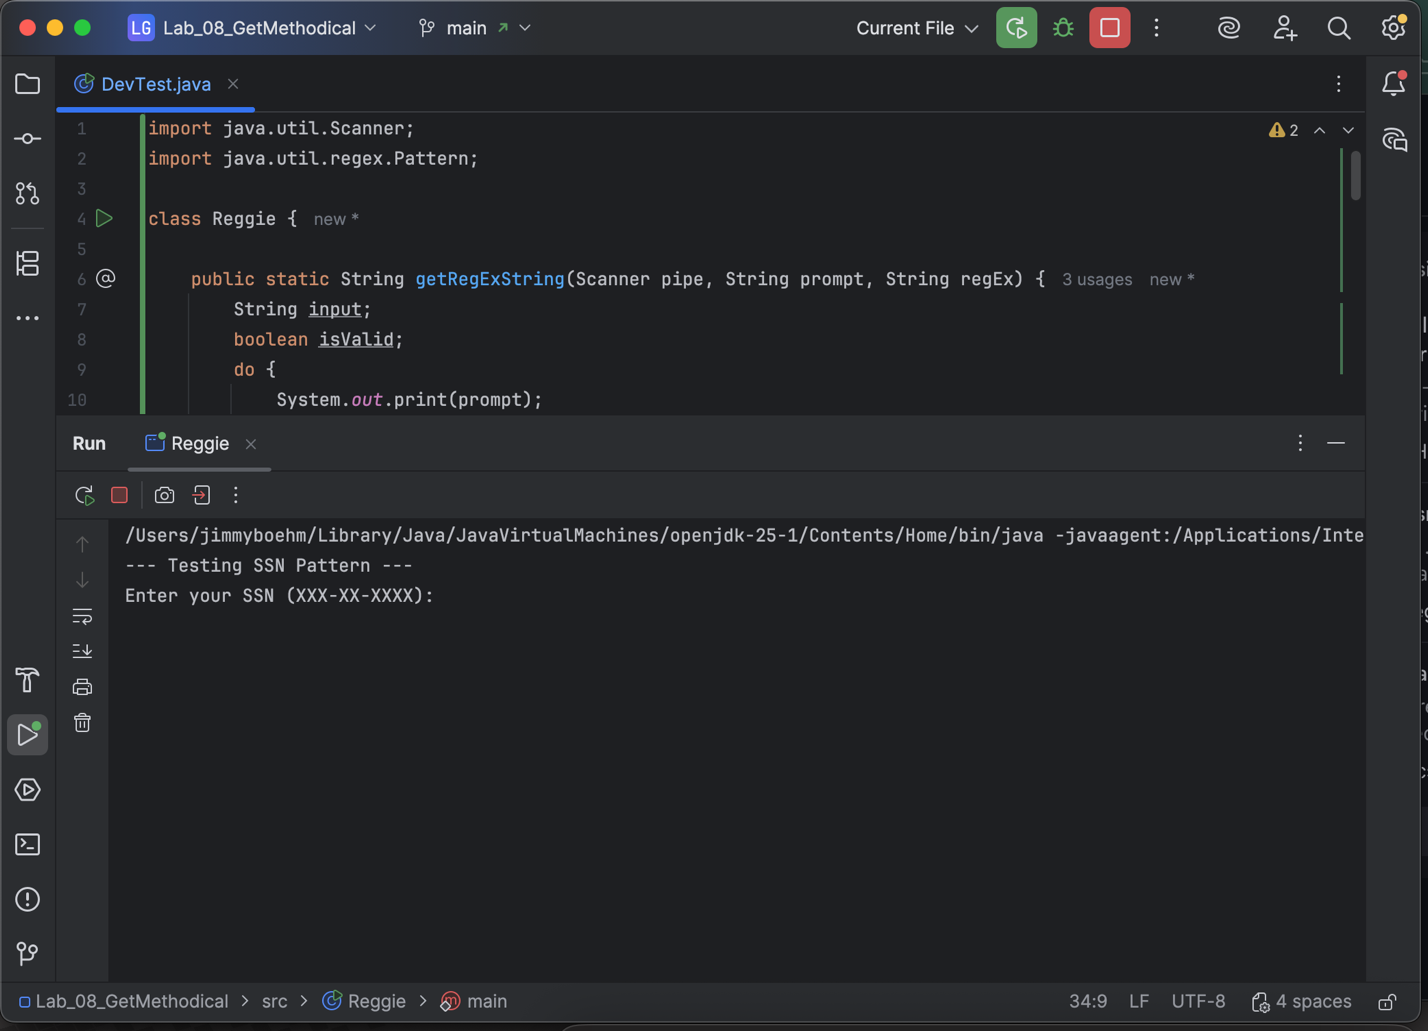 LG Lab_08_GetMethodical main Current File
DevTest.java
1 import java.util.Scanner; 2
2 import java.util.regex.Pattern;
3
4 class Reggie { new *
5
6 public static String getRegExString(Scanner pipe, String prompt, String regEx) { 3 usages new *
7 String input;
8 boolean isValid;
9 do {
10 System.out.print(prompt);
Run Reggie
/Users/jimmyboehm/Library/Java/JavaVirtualMachines/openjdk-25-1/Contents/Home/bin/java -javaagent:/Applications/Inte
--- Testing SSN Pattern ---
Enter your SSN (XXX-XX-XXXX):
Lab_08_GetMethodical > src > Reggie > main 34:9 LF UTF-8 4 spaces